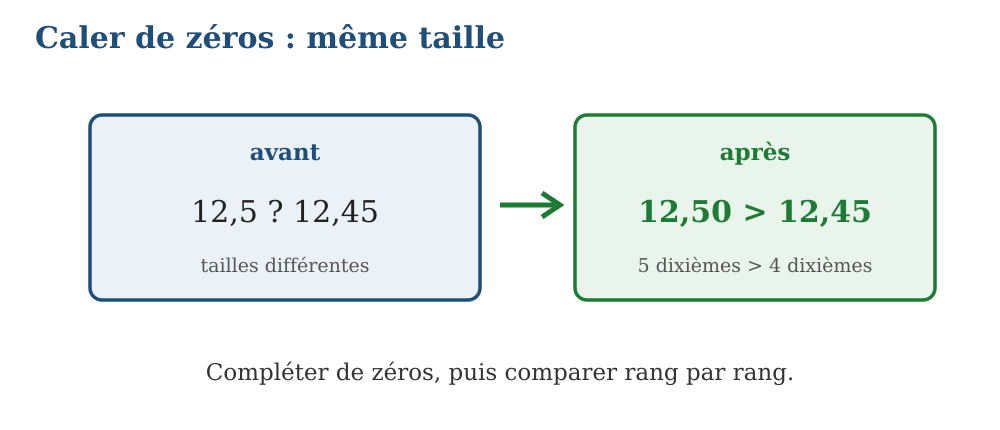 Caler de zéros : même taille
avant
12,5 ? 12,45
tailles différentes
après
12,50 > 12,45
5 dixièmes > 4 dixièmes
Compléter de zéros, puis comparer rang par rang.